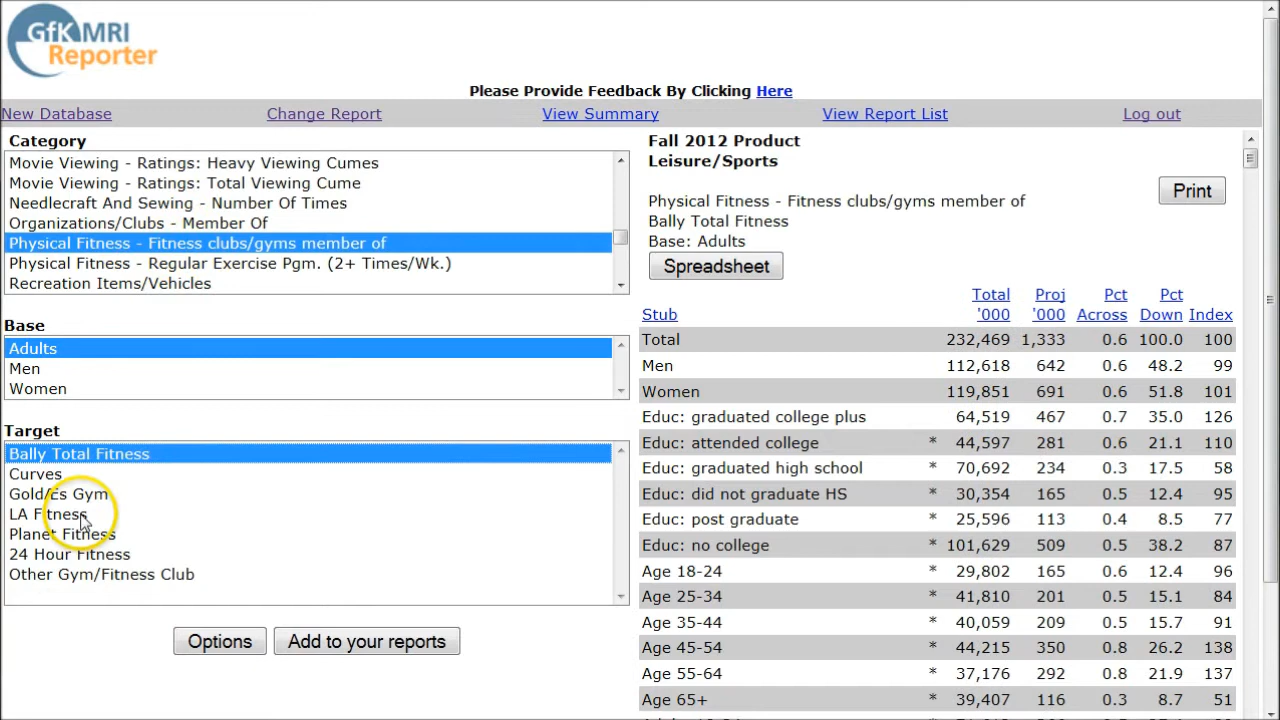 GfK MRI
Reporter
Please Provide Feedback By Clicking Here
New Database Change Report View Summary View Report List Log out
Category
Movie Viewing - Ratings: Heavy Viewing Cumes
Movie Viewing - Ratings: Total Viewing Cume
Needlecraft And Sewing - Number Of Times
Organizations/Clubs - Member Of
Physical Fitness - Fitness clubs/gyms member of
Physical Fitness - Regular Exercise Pgm. (2+ Times/Wk.)
Recreation Items/Vehicles
Base
Adults
Men
Women
Target
Bally Total Fitness
Curves
Gold/Es Gym
LA Fitness
Planet Fitness
24 Hour Fitness
Other Gym/Fitness Club
Options Add to your reports
Fall 2012 Product
Leisure/Sports
Print
Physical Fitness - Fitness clubs/gyms member of
Bally Total Fitness
Base: Adults
Spreadsheet
Total Proj Pct Pct
Stub '000 '000 Across Down Index
Total 232,469 1,333 0.6 100.0 100
Men 112,618 642 0.6 48.2 99
Women 119,851 691 0.6 51.8 101
Educ: graduated college plus 64,519 467 0.7 35.0 126
Educ: attended college * 44,597 281 0.6 21.1 110
Educ: graduated high school * 70,692 234 0.3 17.5 58
Educ: did not graduate HS * 30,354 165 0.5 12.4 95
Educ: post graduate * 25,596 113 0.4 8.5 77
Educ: no college * 101,629 509 0.5 38.2 87
Age 18-24 * 29,802 165 0.6 12.4 96
Age 25-34 * 41,810 201 0.5 15.1 84
Age 35-44 * 40,059 209 0.5 15.7 91
Age 45-54 * 44,215 350 0.8 26.2 138
Age 55-64 * 37,176 292 0.8 21.9 137
Age 65+ * 39,407 116 0.3 8.7 51